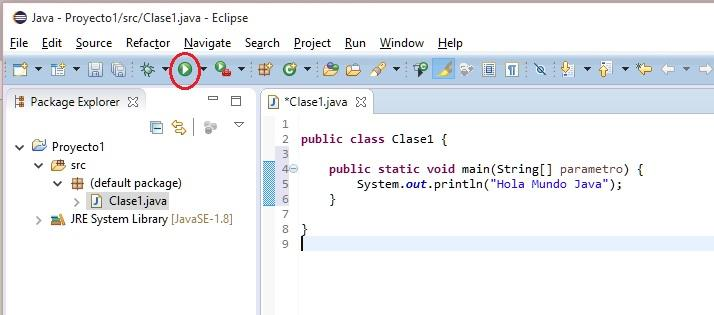 Java - Proyecto1/src/Clase1.java - Eclipse
File Edit Source Refactor Navigate Search Project Run Window Help
Package Explorer
*Clase1.java
Proyecto1
src
(default package)
Clase1.java
JRE System Library [JavaSE-1.8]
1
2 public class Clase1 {
3
4 public static void main(String[] parametro) {
5 System.out.println("Hola Mundo Java");
6 }
7
8 }
9